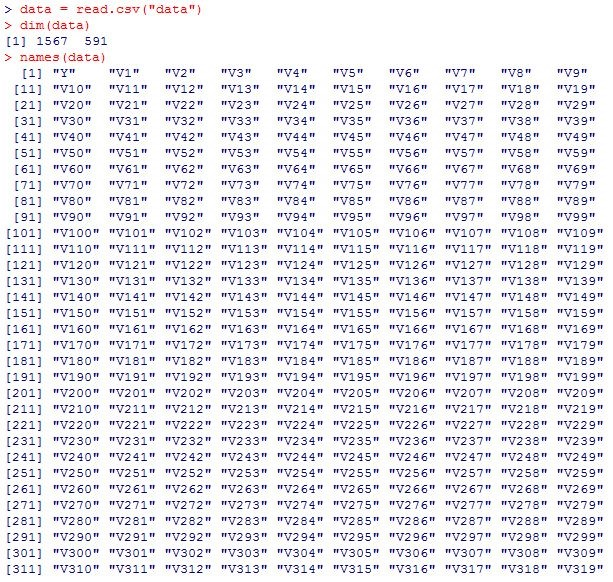 > data = read.csv("data")
> dim(data)
[1] 1567  591
> names(data)
  [1] "Y"    "V1"   "V2"   "V3"   "V4"   "V5"   "V6"   "V7"   "V8"   "V9"
 [11] "V10"  "V11"  "V12"  "V13"  "V14"  "V15"  "V16"  "V17"  "V18"  "V19"
 [21] "V20"  "V21"  "V22"  "V23"  "V24"  "V25"  "V26"  "V27"  "V28"  "V29"
 [31] "V30"  "V31"  "V32"  "V33"  "V34"  "V35"  "V36"  "V37"  "V38"  "V39"
 [41] "V40"  "V41"  "V42"  "V43"  "V44"  "V45"  "V46"  "V47"  "V48"  "V49"
 [51] "V50"  "V51"  "V52"  "V53"  "V54"  "V55"  "V56"  "V57"  "V58"  "V59"
 [61] "V60"  "V61"  "V62"  "V63"  "V64"  "V65"  "V66"  "V67"  "V68"  "V69"
 [71] "V70"  "V71"  "V72"  "V73"  "V74"  "V75"  "V76"  "V77"  "V78"  "V79"
 [81] "V80"  "V81"  "V82"  "V83"  "V84"  "V85"  "V86"  "V87"  "V88"  "V89"
 [91] "V90"  "V91"  "V92"  "V93"  "V94"  "V95"  "V96"  "V97"  "V98"  "V99"
[101] "V100" "V101" "V102" "V103" "V104" "V105" "V106" "V107" "V108" "V109"
[111] "V110" "V111" "V112" "V113" "V114" "V115" "V116" "V117" "V118" "V119"
[121] "V120" "V121" "V122" "V123" "V124" "V125" "V126" "V127" "V128" "V129"
[131] "V130" "V131" "V132" "V133" "V134" "V135" "V136" "V137" "V138" "V139"
[141] "V140" "V141" "V142" "V143" "V144" "V145" "V146" "V147" "V148" "V149"
[151] "V150" "V151" "V152" "V153" "V154" "V155" "V156" "V157" "V158" "V159"
[161] "V160" "V161" "V162" "V163" "V164" "V165" "V166" "V167" "V168" "V169"
[171] "V170" "V171" "V172" "V173" "V174" "V175" "V176" "V177" "V178" "V179"
[181] "V180" "V181" "V182" "V183" "V184" "V185" "V186" "V187" "V188" "V189"
[191] "V190" "V191" "V192" "V193" "V194" "V195" "V196" "V197" "V198" "V199"
[201] "V200" "V201" "V202" "V203" "V204" "V205" "V206" "V207" "V208" "V209"
[211] "V210" "V211" "V212" "V213" "V214" "V215" "V216" "V217" "V218" "V219"
[221] "V220" "V221" "V222" "V223" "V224" "V225" "V226" "V227" "V228" "V229"
[231] "V230" "V231" "V232" "V233" "V234" "V235" "V236" "V237" "V238" "V239"
[241] "V240" "V241" "V242" "V243" "V244" "V245" "V246" "V247" "V248" "V249"
[251] "V250" "V251" "V252" "V253" "V254" "V255" "V256" "V257" "V258" "V259"
[261] "V260" "V261" "V262" "V263" "V264" "V265" "V266" "V267" "V268" "V269"
[271] "V270" "V271" "V272" "V273" "V274" "V275" "V276" "V277" "V278" "V279"
[281] "V280" "V281" "V282" "V283" "V284" "V285" "V286" "V287" "V288" "V289"
[291] "V290" "V291" "V292" "V293" "V294" "V295" "V296" "V297" "V298" "V299"
[301] "V300" "V301" "V302" "V303" "V304" "V305" "V306" "V307" "V308" "V309"
[311] "V310" "V311" "V312" "V313" "V314" "V315" "V316" "V317" "V318" "V319"